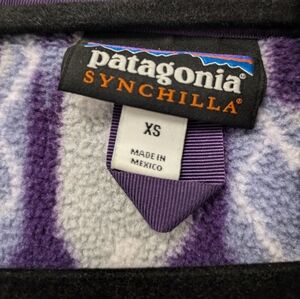 patagonia®
SYNCHILLA®
XS
MADE IN
MEXICO